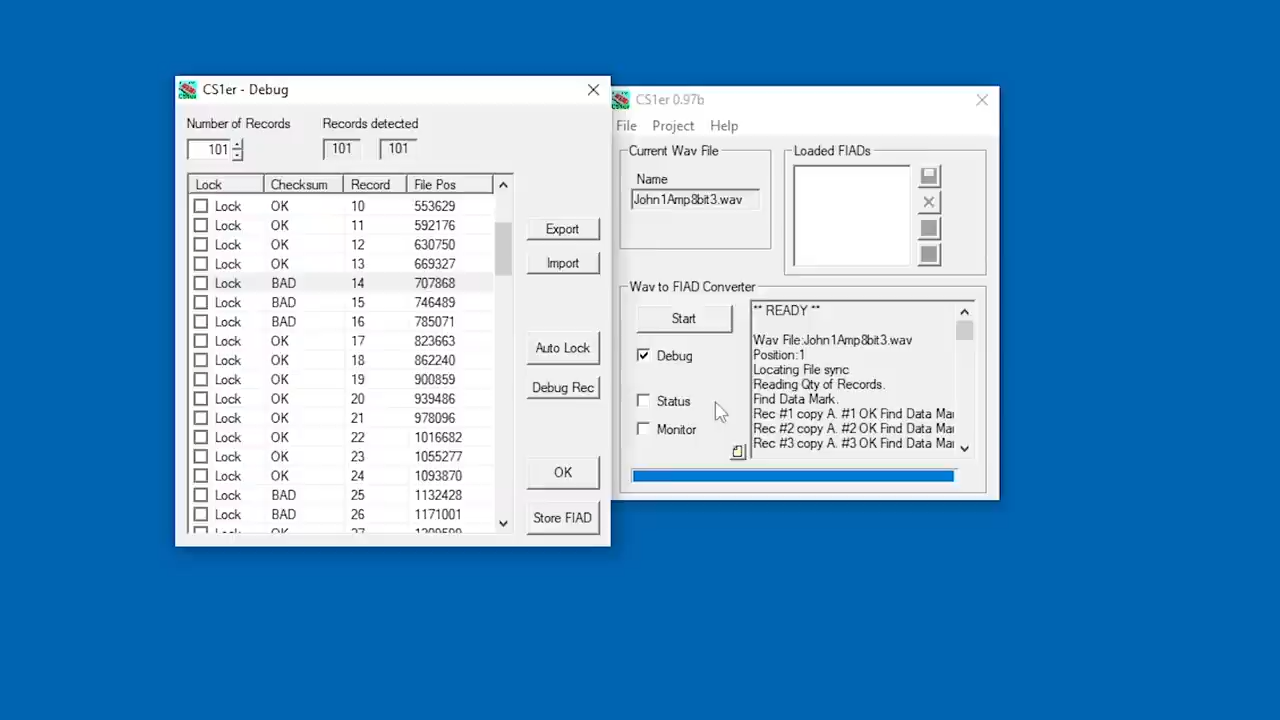 CS1er - Debug
Number of Records
Records detected
101
101
101
Lock Checksum Record File Pos
Lock OK 10 553629
Lock OK 11 592176
Lock OK 12 630750
Lock OK 13 669327
Lock BAD 14 707868
Lock BAD 15 746489
Lock BAD 16 785071
Lock OK 17 823663
Lock OK 18 862240
Lock OK 19 900859
Lock OK 20 939486
Lock OK 21 978096
Lock OK 22 1016682
Lock OK 23 1055277
Lock OK 24 1093870
Lock BAD 25 1132428
Lock BAD 26 1171001
Lock OK
Export
Import
Auto Lock
Debug Rec
OK
Store FIAD
CS1er 0.97b
File Project Help
Current Wav File
Name
John1Amp8bit3.wav
Loaded FIADs
Wav to FIAD Converter
Start
Debug
Status
Monitor
** READY **
Wav File:John1Amp8bit3.wav
Position:1
Locating File sync
Reading Qty of Records.
Find Data Mark.
Rec #1 copy A. #1 OK Find Data Mar
Rec #2 copy A. #2 OK Find Data Mar
Rec #3 copy A. #3 OK Find Data Mar